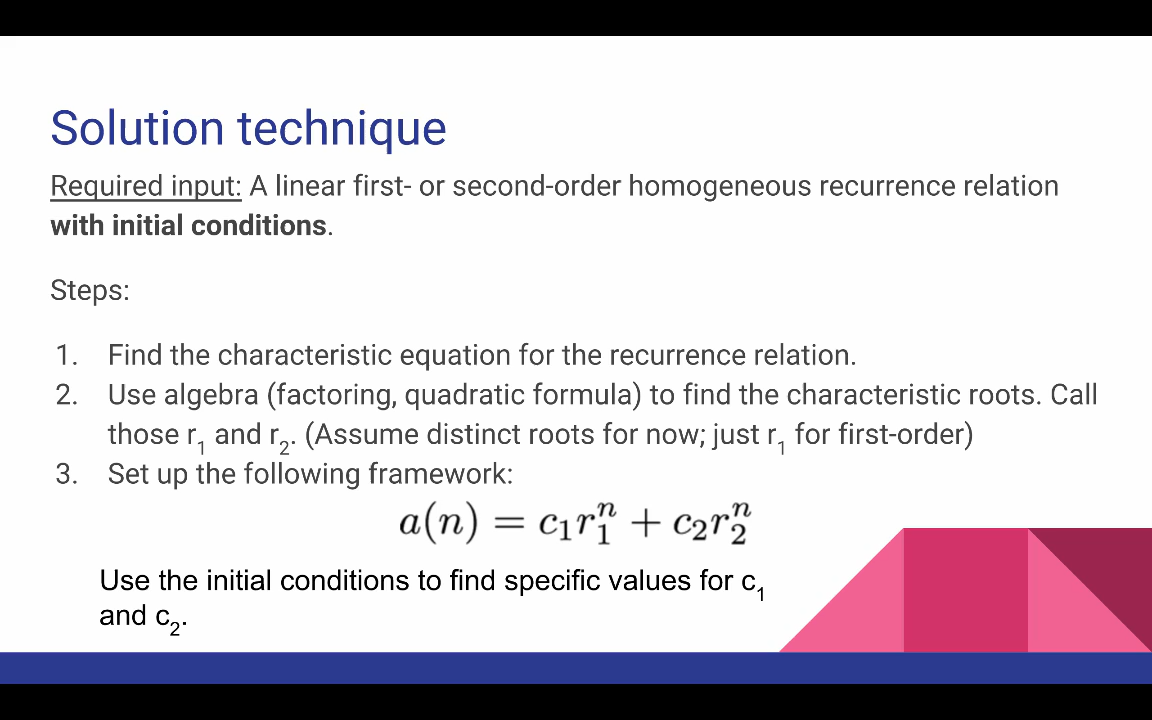 Solution technique
Required input: A linear first- or second-order homogeneous recurrence relation
with initial conditions.
Steps:
1. Find the characteristic equation for the recurrence relation.
2. Use algebra (factoring, quadratic formula) to find the characteristic roots. Call
those r₁ and r₂. (Assume distinct roots for now; just r₁ for first-order)
3. Set up the following framework:
a(n) = c₁r₁ⁿ + c₂r₂ⁿ
Use the initial conditions to find specific values for c₁
and c₂.